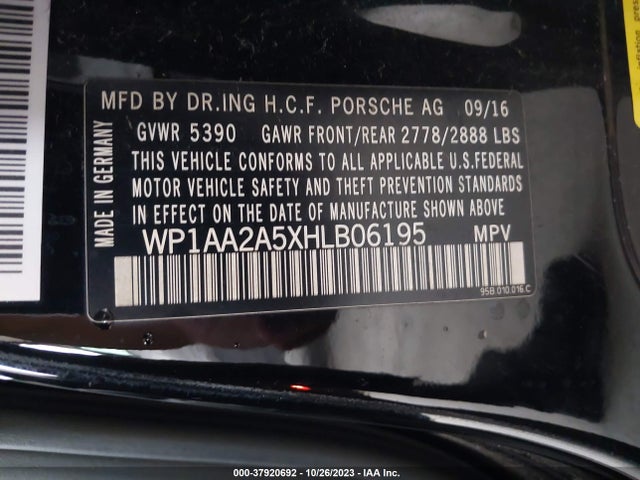 MFD BY DR.ING H.C.F. PORSCHE AG 09/16
GVWR 5390 GAWR FRONT/REAR 2778/2888 LBS
THIS VEHICLE CONFORMS TO ALL APPLICABLE U.S.FEDERAL
MOTOR VEHICLE SAFETY AND THEFT PREVENTION STANDARDS
IN EFFECT ON THE DATE OF MANUFACTURE SHOWN ABOVE
MADE IN GERMANY
WP1AA2A5XHLB06195 MPV
95B.010.016.C
000-37920692 - 10/26/2023 - IAA Inc.